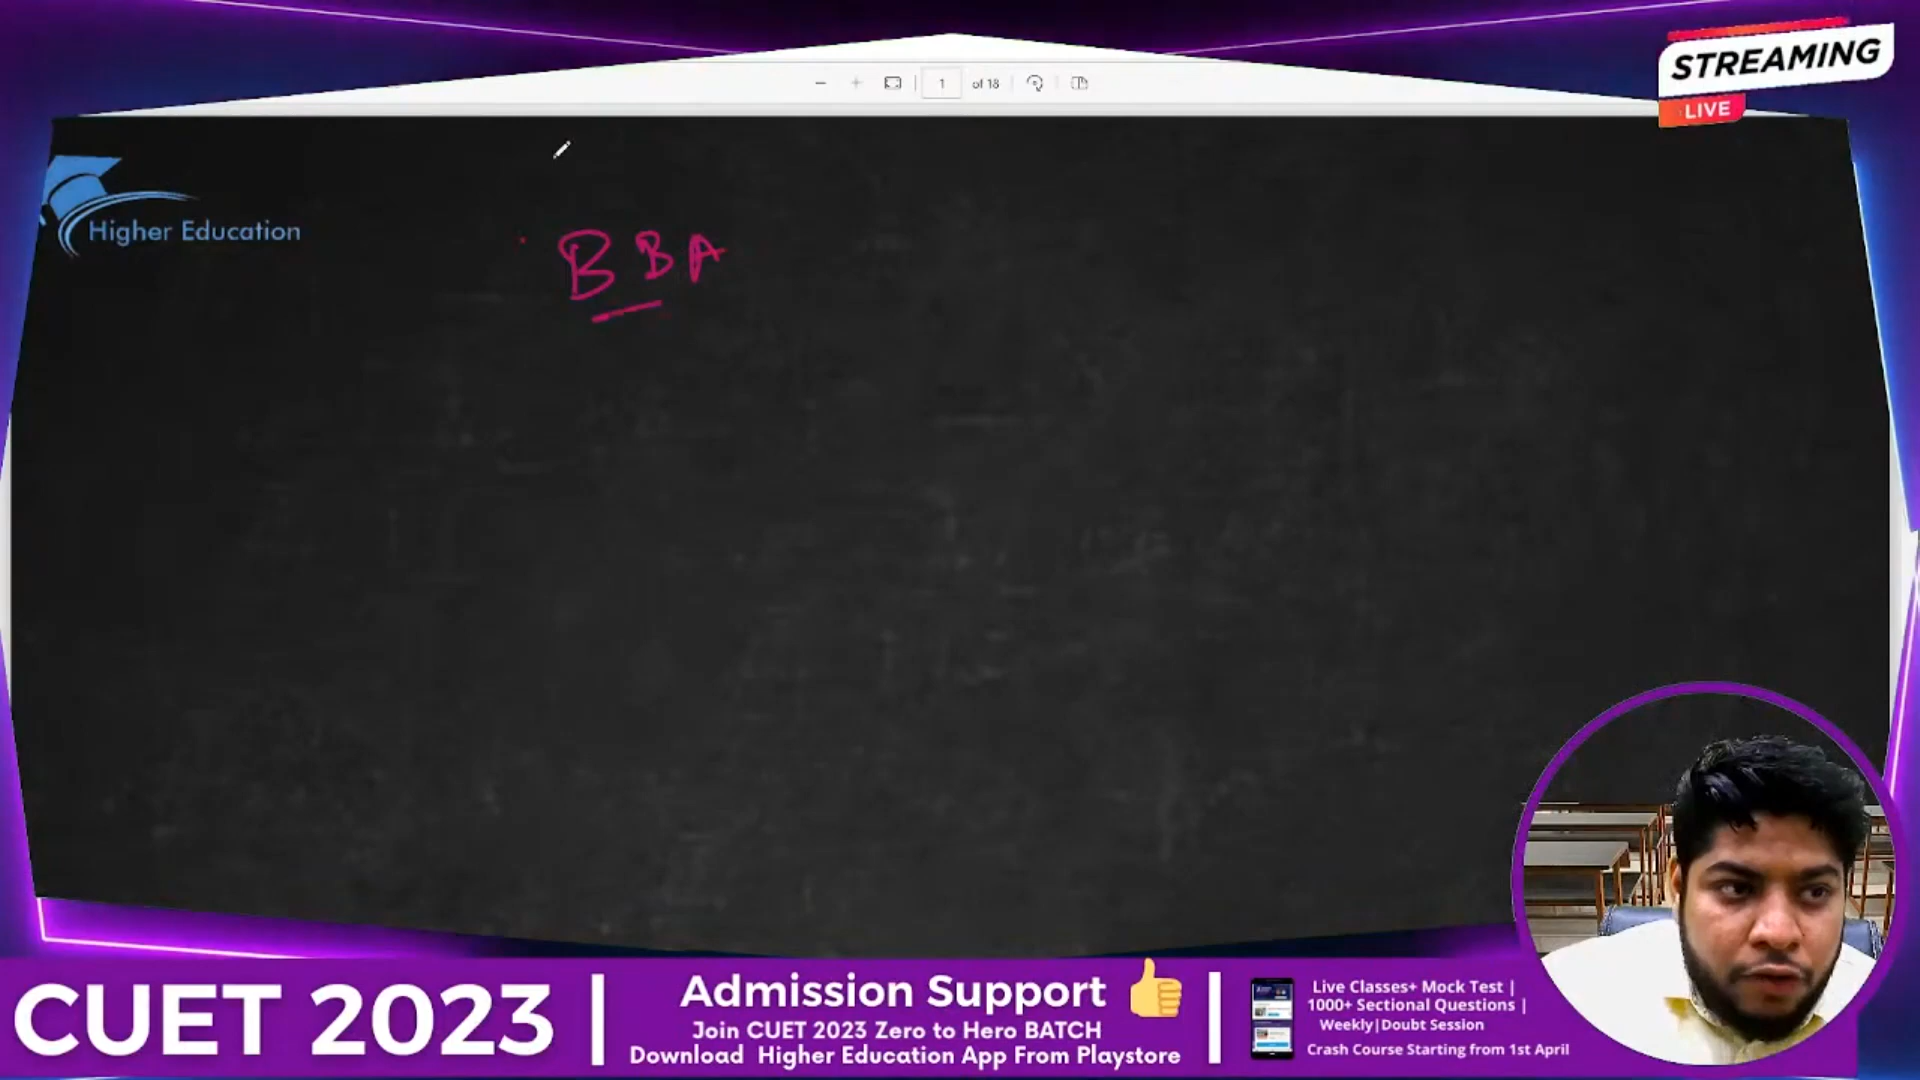 1 of 18
STREAMING
LIVE
Higher Education
BBA
CUET 2023
Admission Support
Join CUET 2023 Zero to Hero BATCH
Download Higher Education App From Playstore
Live Classes+ Mock Test |
1000+ Sectional Questions |
Weekly|Doubt Session
Crash Course Starting from 1st April